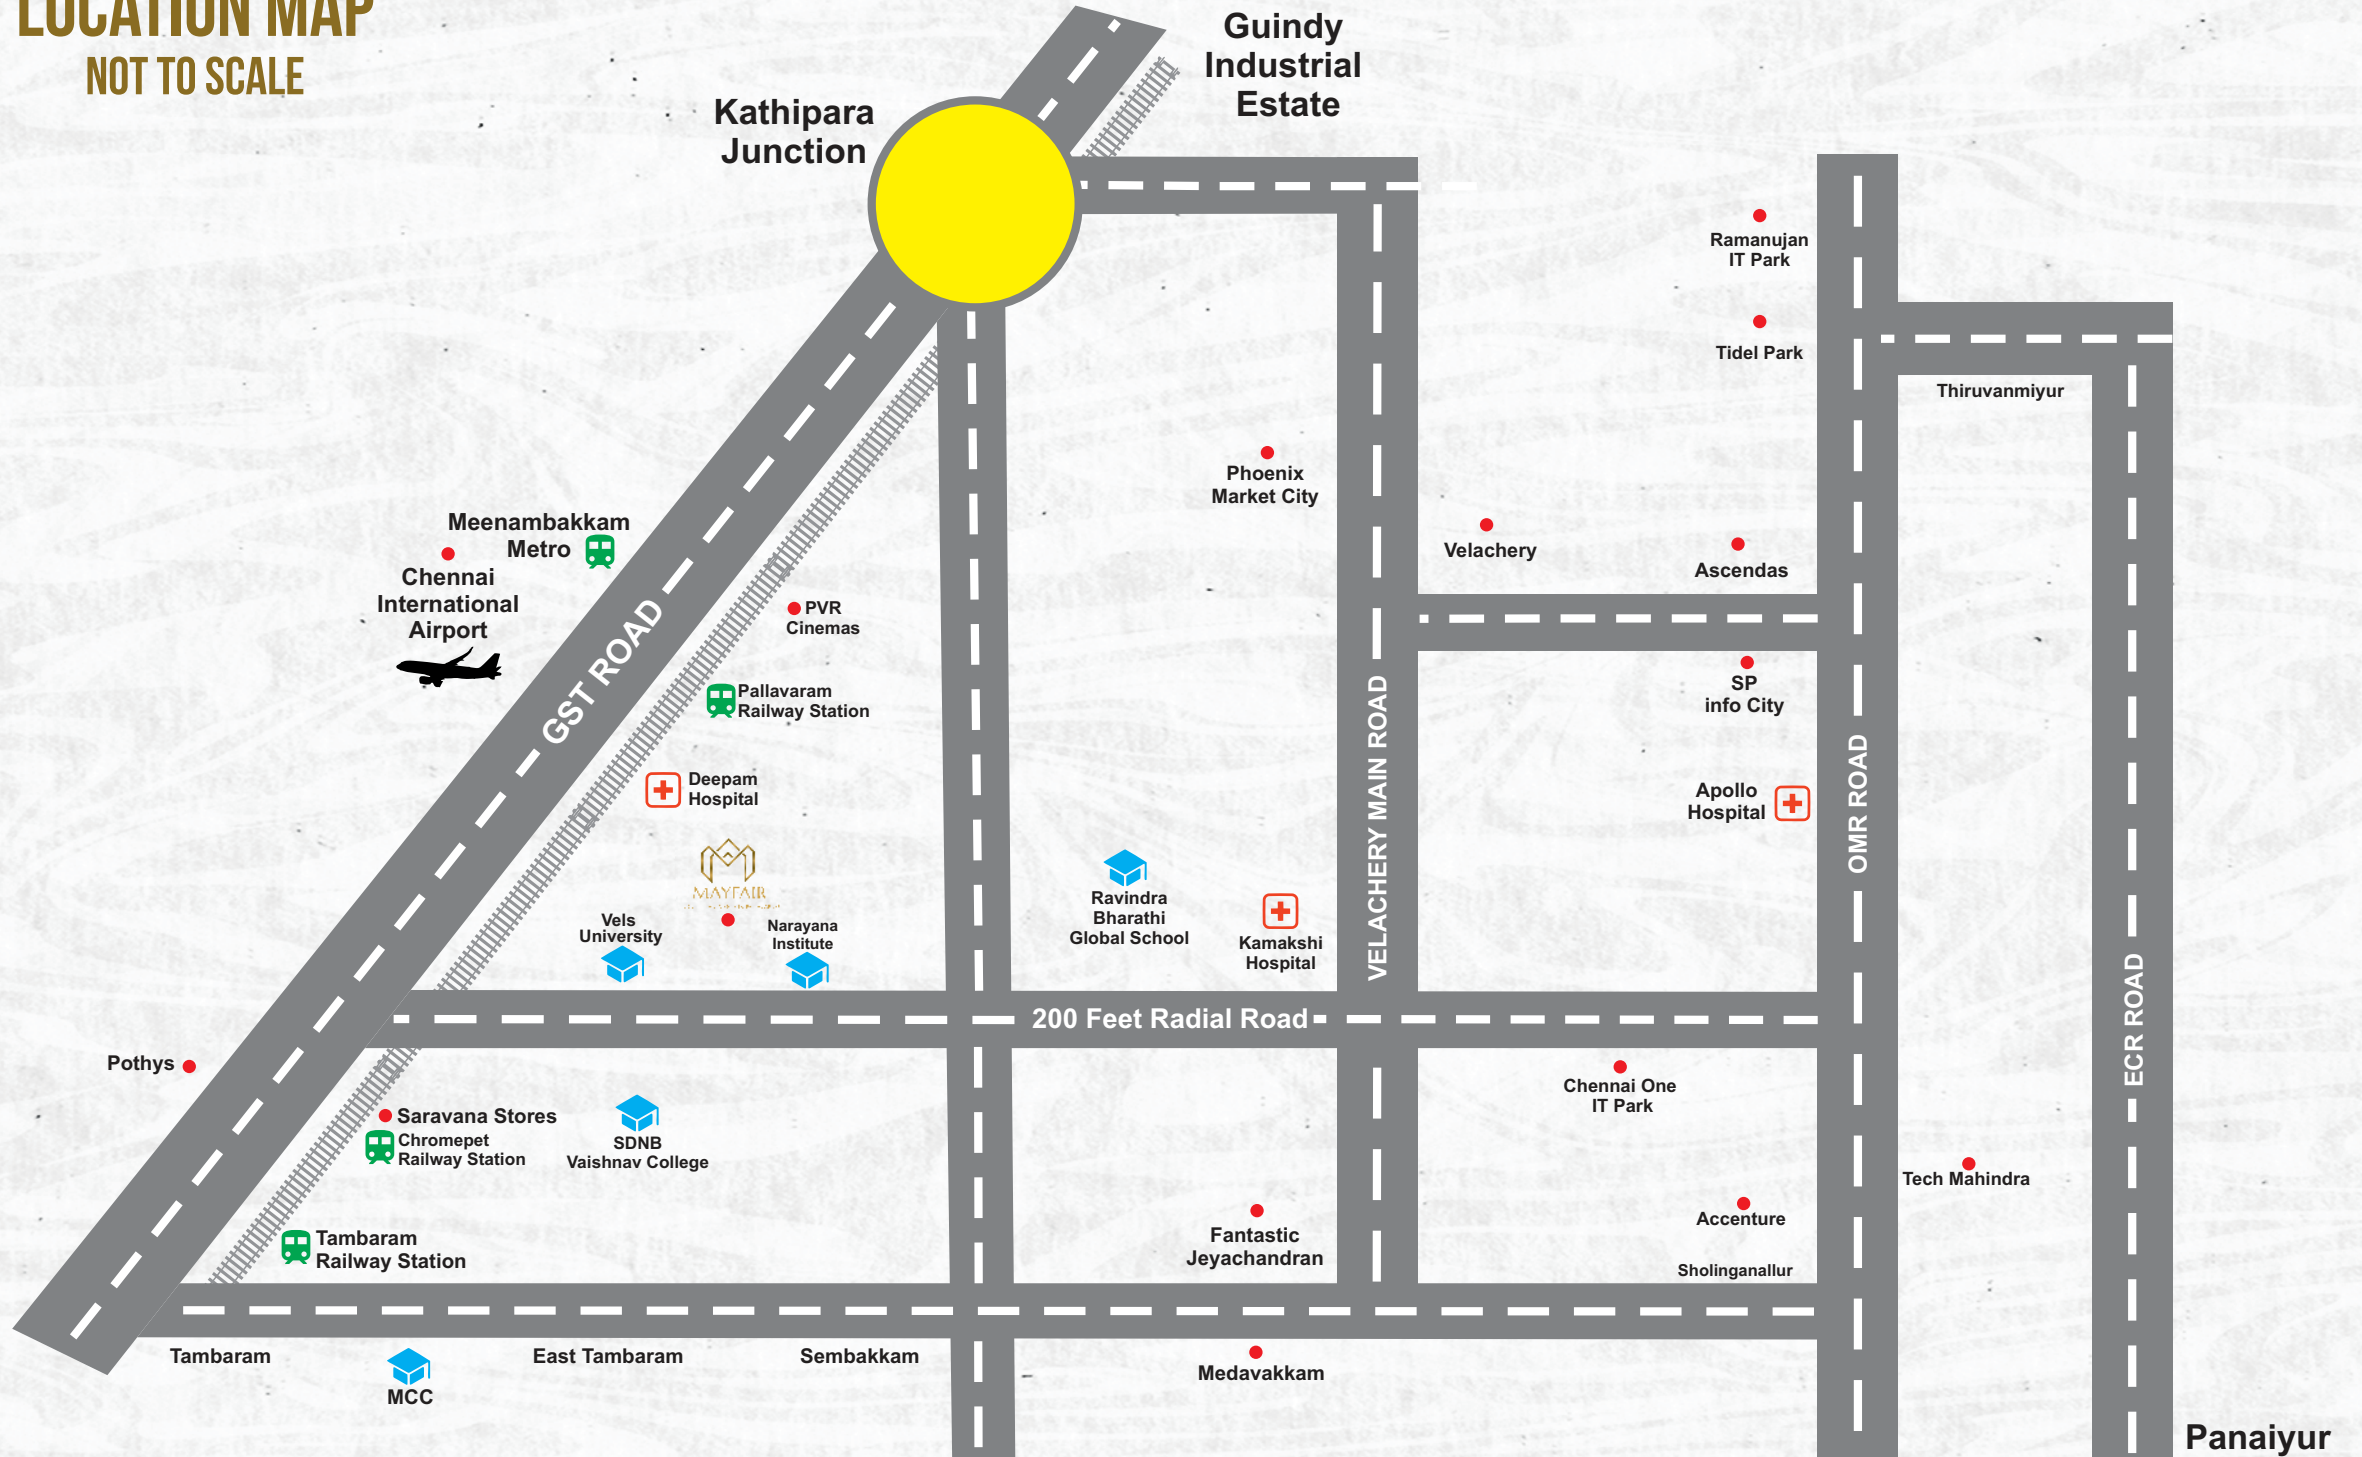 LOCATION MAP
NOT TO SCALE
Guindy
Industrial
Estate
Kathipara
Junction
Ramanujan
IT Park
Tidel Park
Thiruvanmiyur
Phoenix
Market City
Velachery
Ascendas
Meenambakkam
Metro
Chennai
International
Airport
GST ROAD
PVR
Cinemas
Pallavaram
Railway Station
SP
info City
Deepam
Hospital
Apollo
Hospital
VELACHERY MAIN ROAD
OMR ROAD
MAYFAIR
Vels
University
Narayana
Institute
Ravindra
Bharathi
Global School
Kamakshi
Hospital
ECR ROAD
200 Feet Radial Road
Pothys
Saravana Stores
Chromepet
Railway Station
SDNB
Vaishnav College
Chennai One
IT Park
Tech Mahindra
Accenture
Sholinganallur
Fantastic
Jeyachandran
Tambaram
Railway Station
Tambaram
MCC
East Tambaram
Sembakkam
Medavakkam
Panaiyur